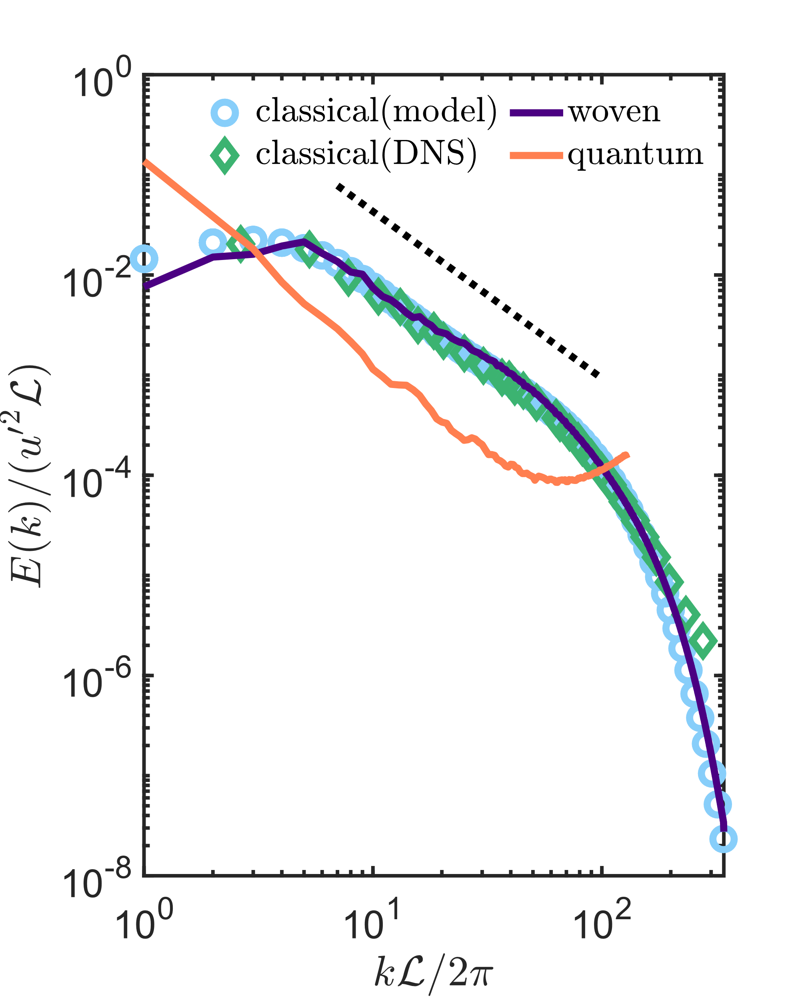 10^0
classical(model) woven
classical(DNS) quantum
10^-2
10^-4
10^-6
10^-8
E(k)/(u′^2 ℒ)
10^0 10^1 10^2
kℒ/2π